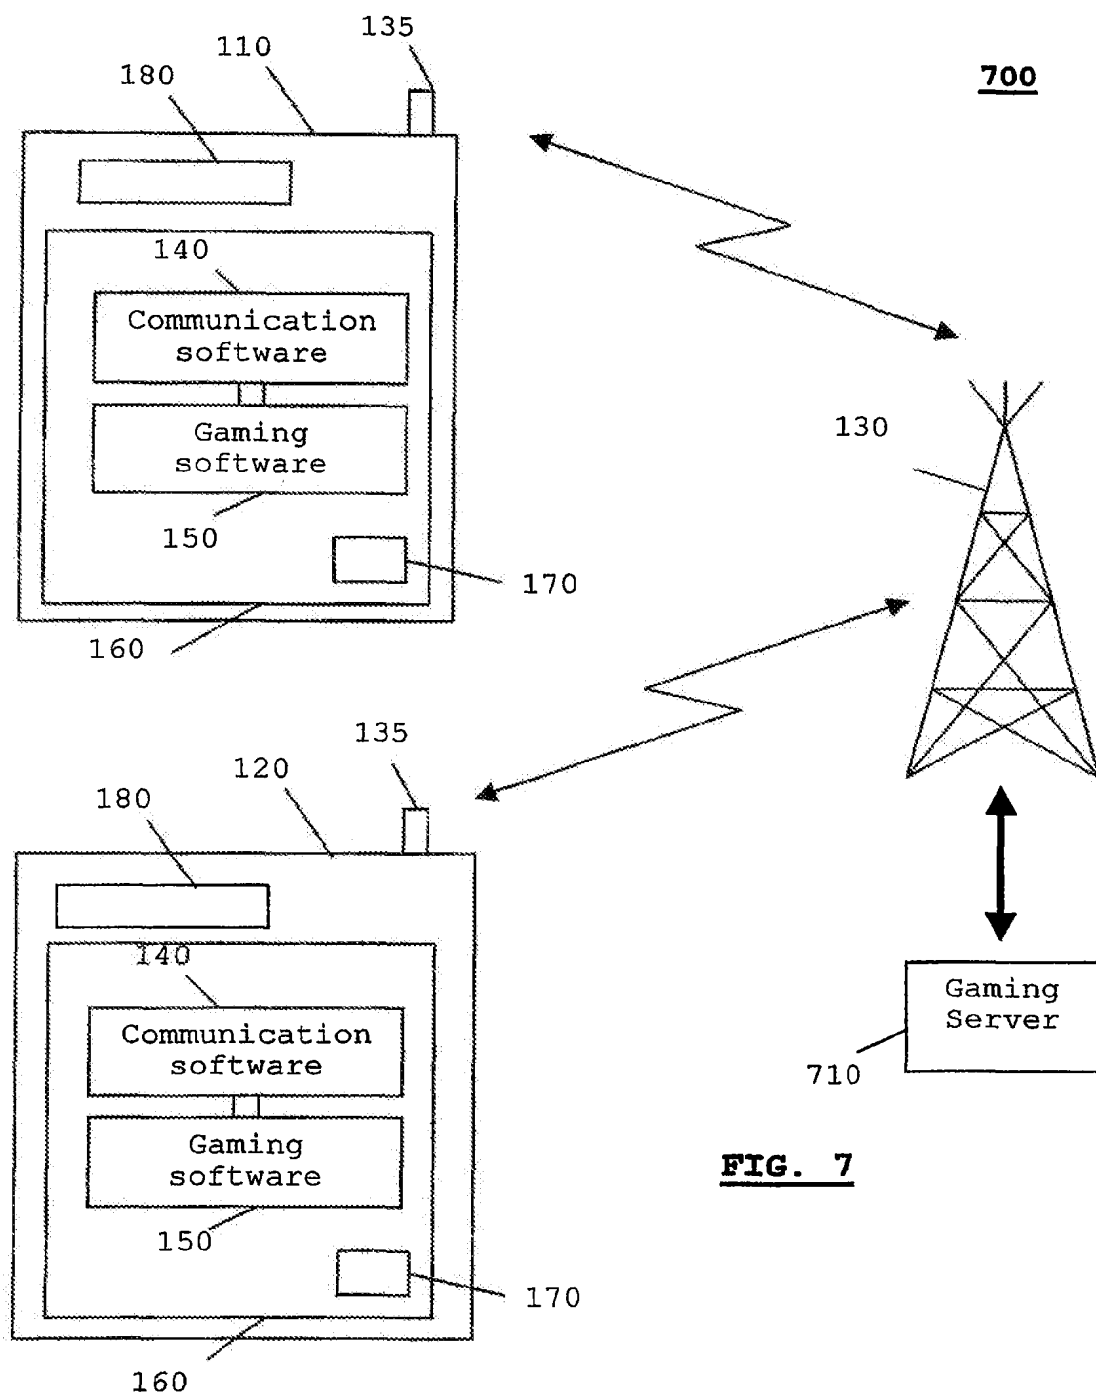 135
110
180
700
140
Communication
software
130
Gaming
software
150
170
160
135
120
180
140
Communication
software
Gaming
Server
710
Gaming
software
FIG. 7
150
170
160